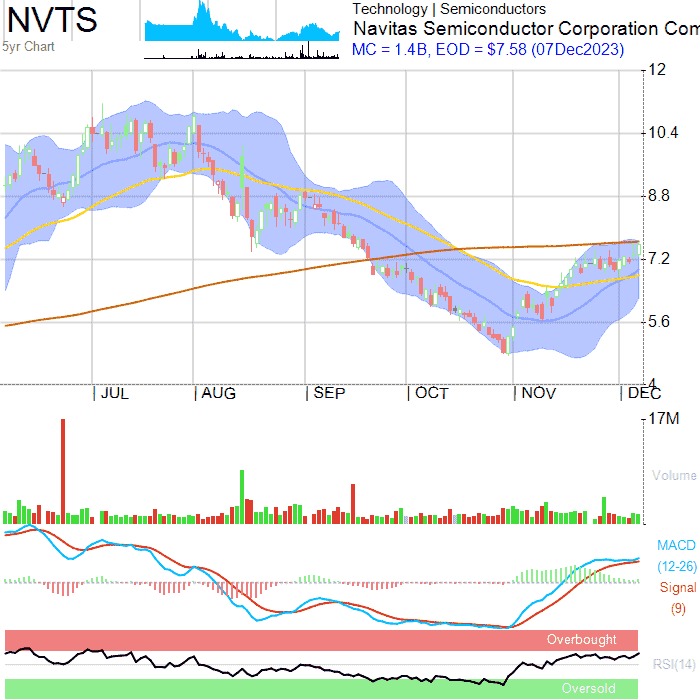 NVTS
5yr Chart
Technology | Semiconductors
Navitas Semiconductor Corporation Com
MC = 1.4B, EOD = $7.58 (07Dec2023)
12
10.4
8.8
7.2
5.6
4
JUL
AUG
SEP
OCT
NOV
DEC
17M
Volume
MACD
(12-26)
Signal
(9)
Overbought
RSI(14)
Oversold